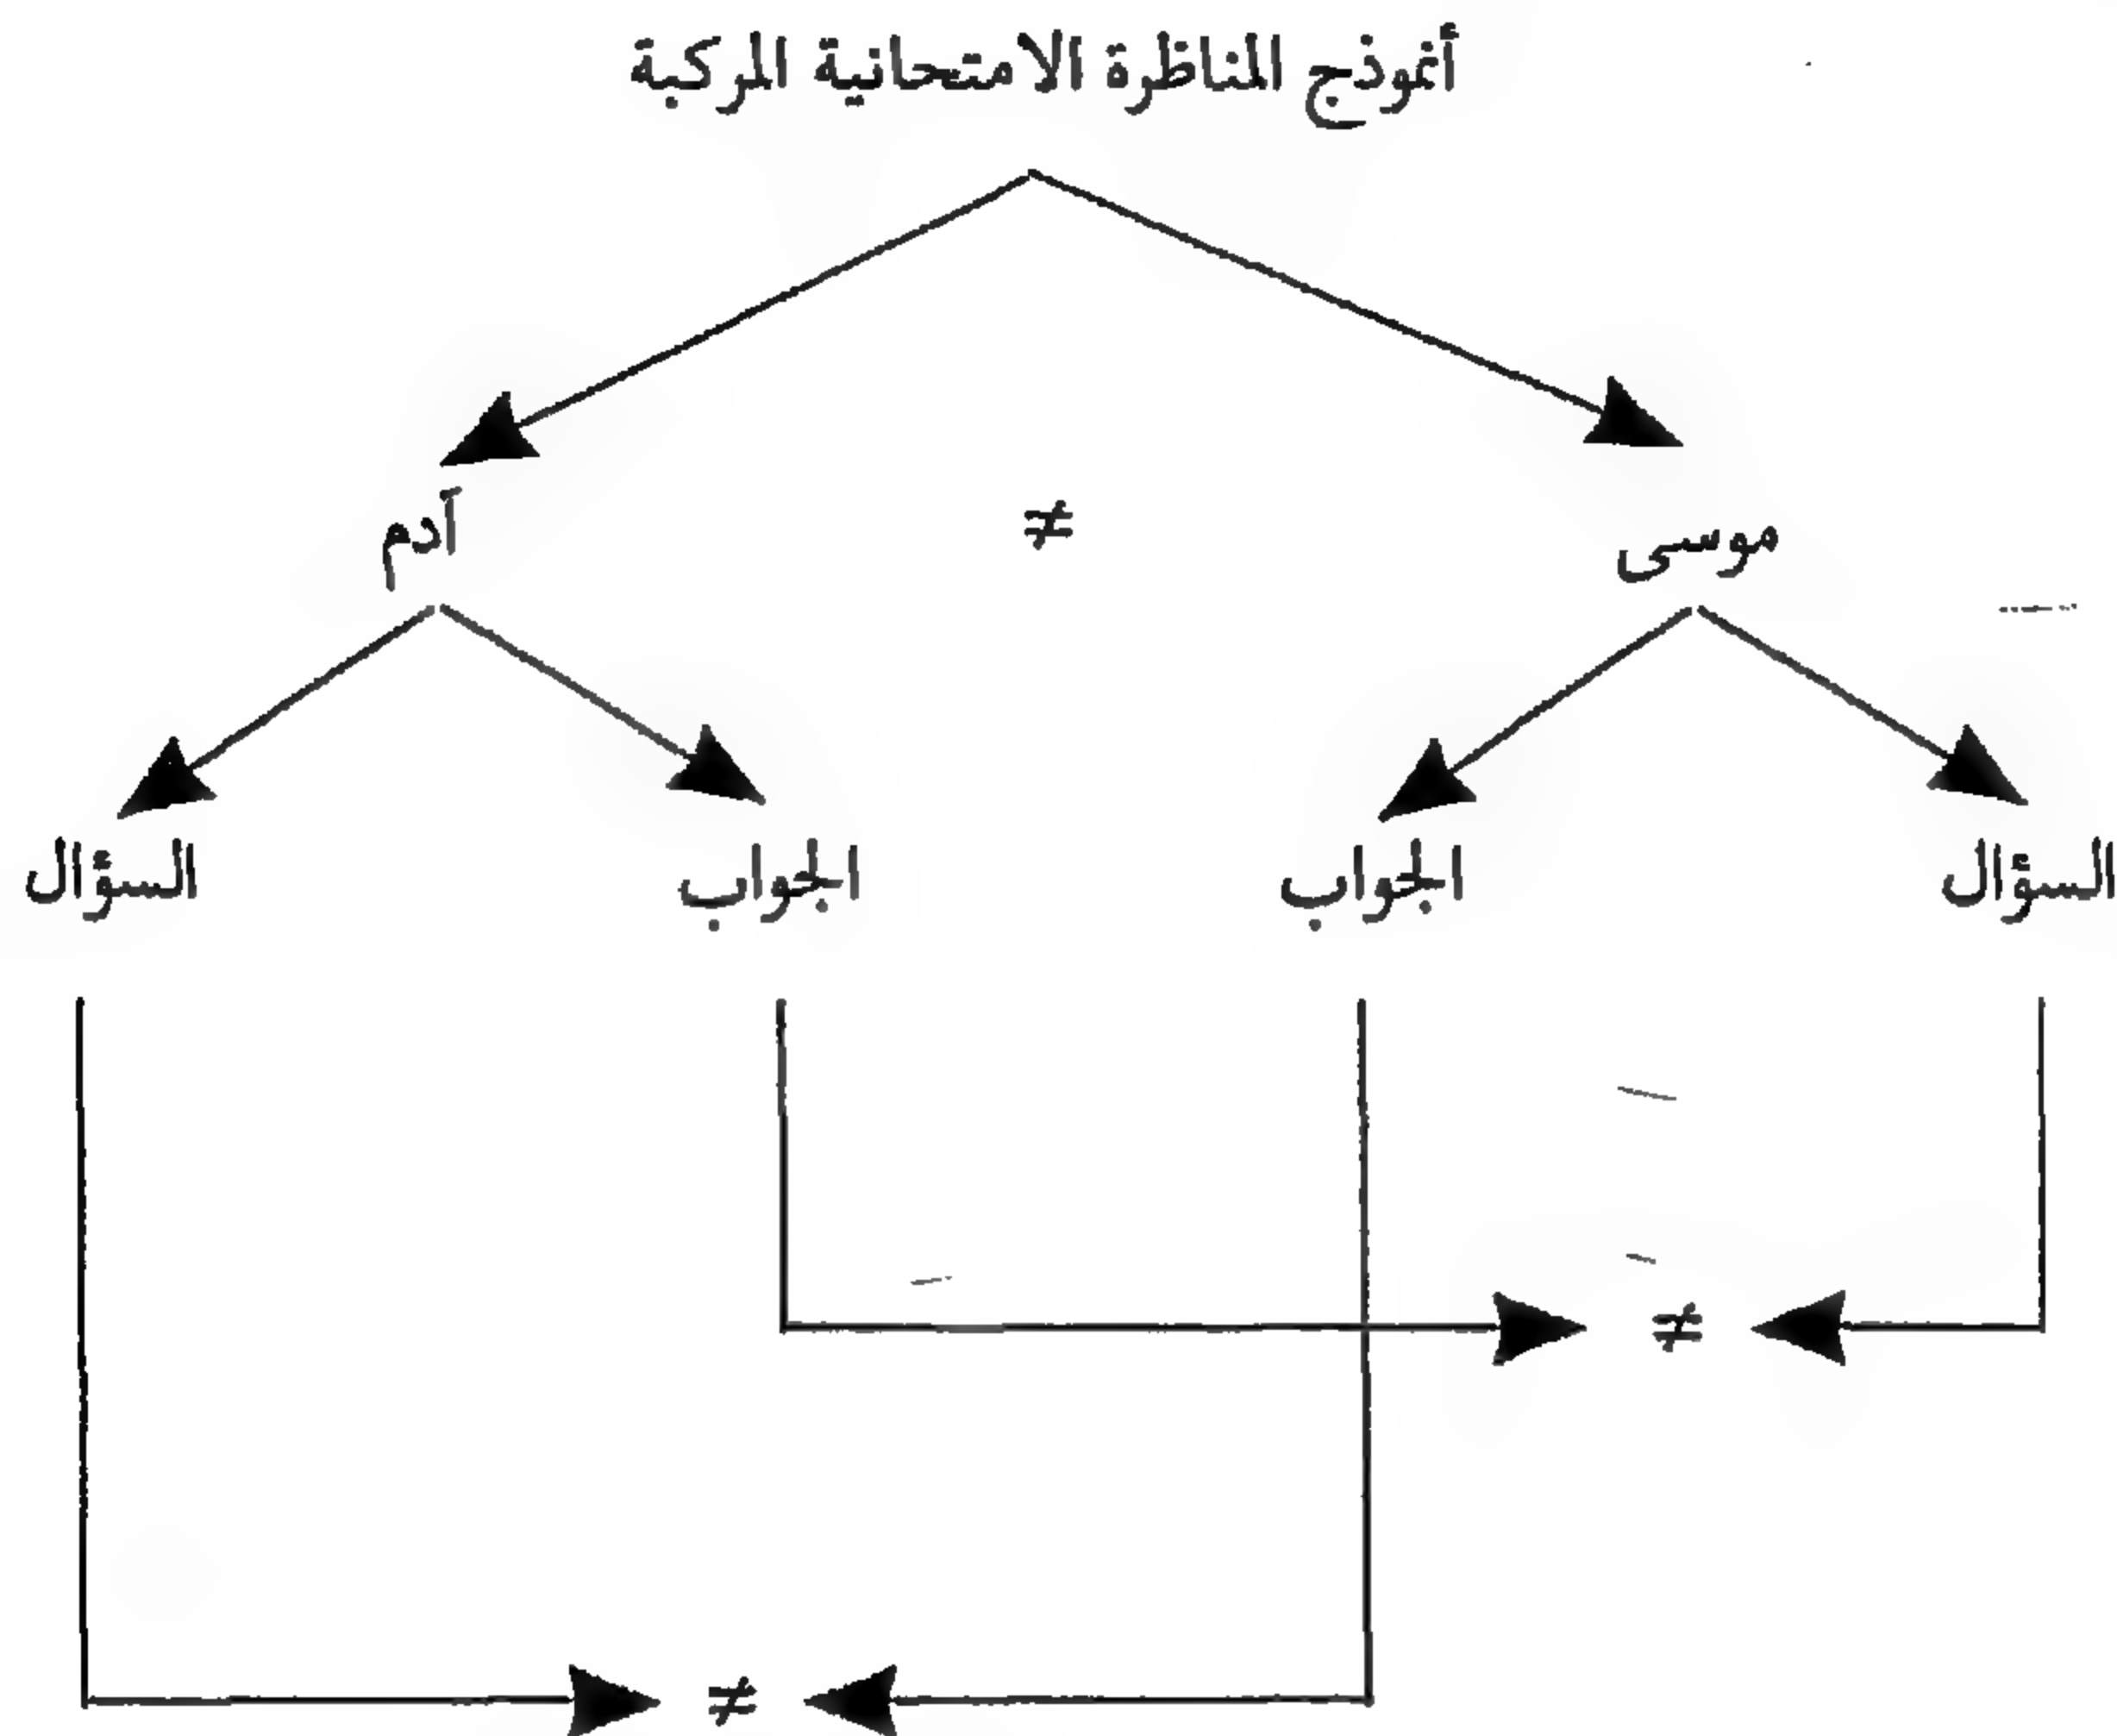 أنموذج المناظرة الامتحانية المركبة
موسى ≠ آدم
السؤال الجواب الجواب السؤال
≠
≠